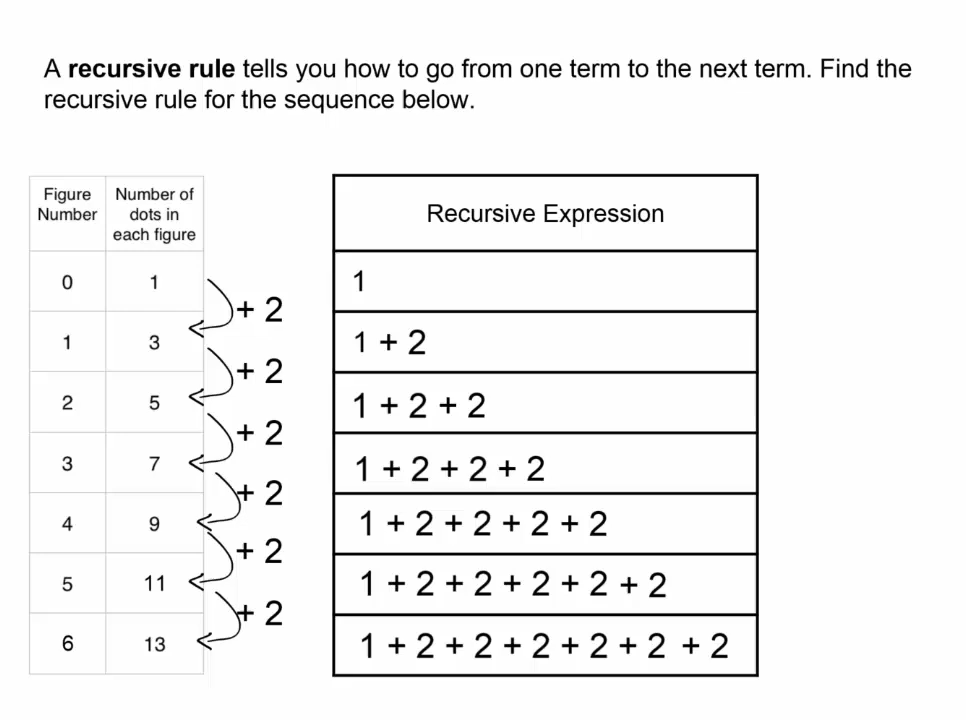 A recursive rule tells you how to go from one term to the next term. Find the
recursive rule for the sequence below.
Figure Number
Number of dots in each figure
0 1
1 3
2 5
3 7
4 9
5 11
6 13
+ 2
+ 2
+ 2
+ 2
+ 2
+ 2
Recursive Expression
1
1 + 2
1 + 2 + 2
1 + 2 + 2 + 2
1 + 2 + 2 + 2 + 2
1 + 2 + 2 + 2 + 2 + 2
1 + 2 + 2 + 2 + 2 + 2 + 2